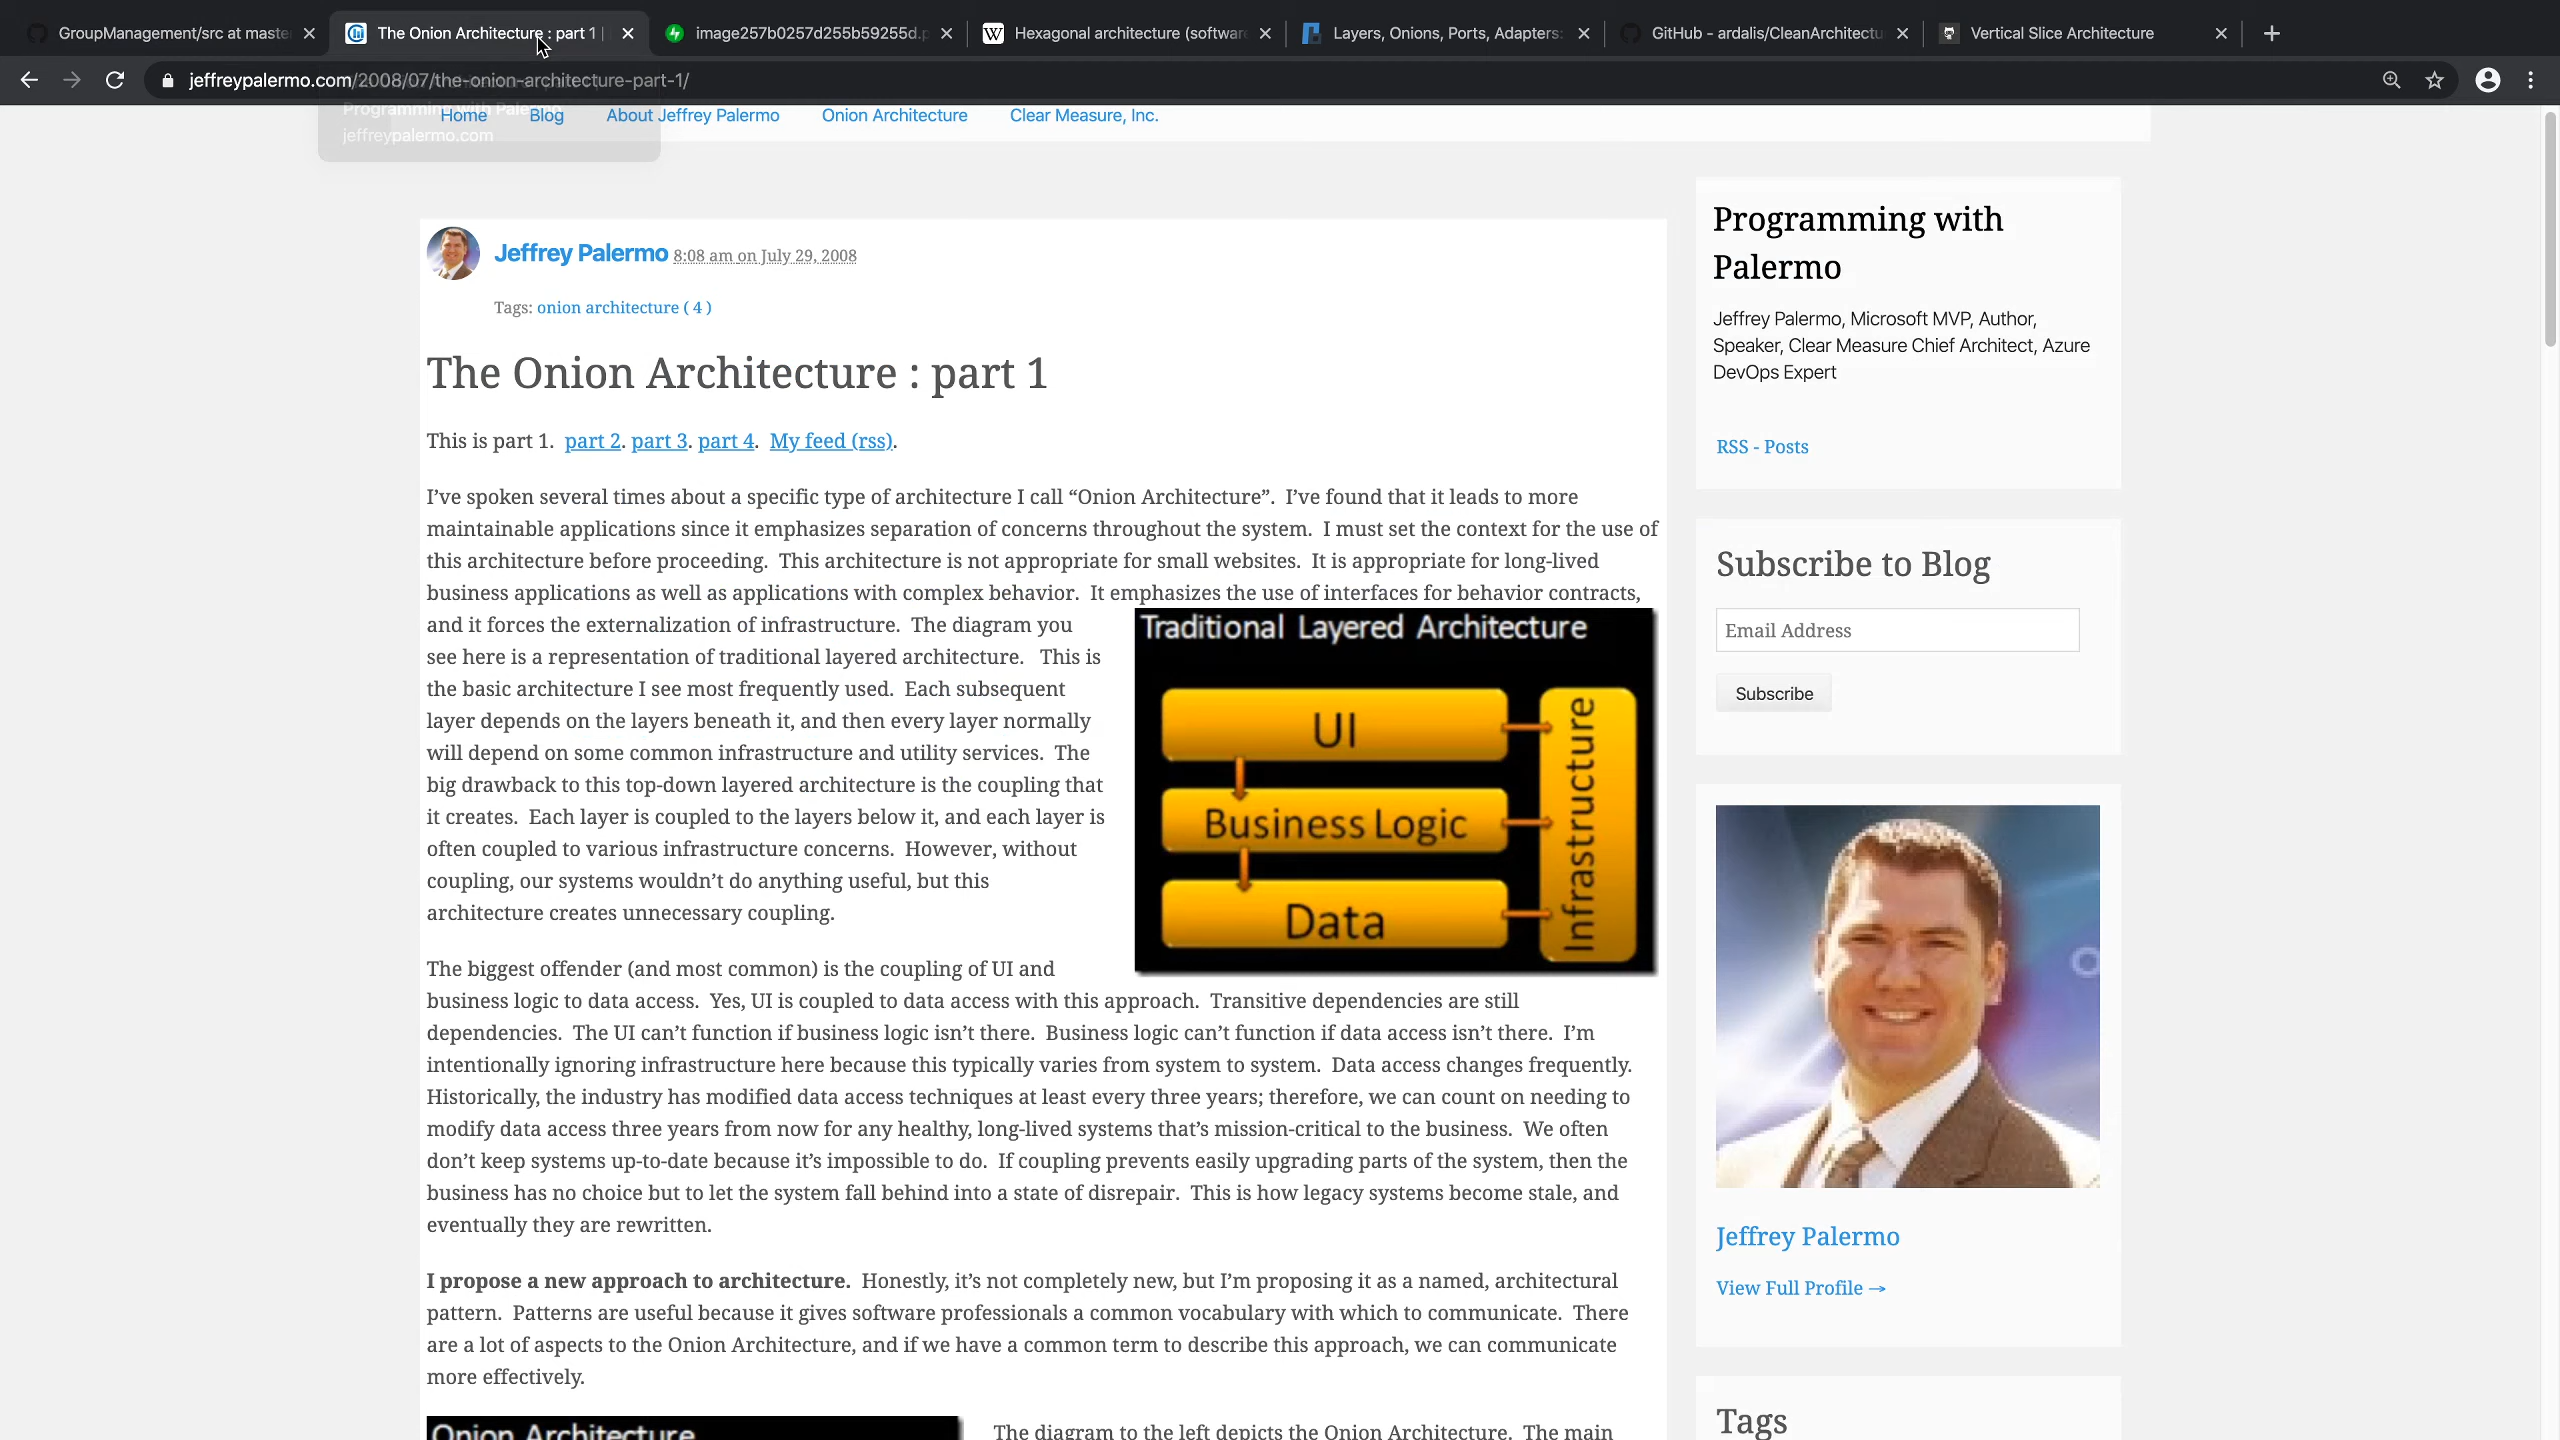 GroupManagement/src at maste
The Onion Architecture : part 1 |
image257b0257d255b59255d.p
Hexagonal architecture (softwar
Layers, Onions, Ports, Adapters:
GitHub - ardalis/CleanArchitectu
Vertical Slice Architecture
jeffreypalermo.com/2008/07/the-onion-architecture-part-1/
Programming with Pale
jeffreypalermo.com
Home
Blog
About Jeffrey Palermo
Onion Architecture
Clear Measure, Inc.
Jeffrey Palermo 8:08 am on July 29, 2008
Tags: onion architecture ( 4 )
The Onion Architecture : part 1
This is part 1. part 2. part 3. part 4. My feed (rss).
I’ve spoken several times about a specific type of architecture I call “Onion Architecture”. I’ve found that it leads to more
maintainable applications since it emphasizes separation of concerns throughout the system. I must set the context for the use of
this architecture before proceeding. This architecture is not appropriate for small websites. It is appropriate for long-lived
business applications as well as applications with complex behavior. It emphasizes the use of interfaces for behavior contracts,
and it forces the externalization of infrastructure. The diagram you
see here is a representation of traditional layered architecture. This is
the basic architecture I see most frequently used. Each subsequent
layer depends on the layers beneath it, and then every layer normally
will depend on some common infrastructure and utility services. The
big drawback to this top-down layered architecture is the coupling that
it creates. Each layer is coupled to the layers below it, and each layer is
often coupled to various infrastructure concerns. However, without
coupling, our systems wouldn’t do anything useful, but this
architecture creates unnecessary coupling.
Traditional Layered Architecture
UI
Business Logic
Data
Infrastructure
The biggest offender (and most common) is the coupling of UI and
business logic to data access. Yes, UI is coupled to data access with this approach. Transitive dependencies are still
dependencies. The UI can’t function if business logic isn’t there. Business logic can’t function if data access isn’t there. I’m
intentionally ignoring infrastructure here because this typically varies from system to system. Data access changes frequently.
Historically, the industry has modified data access techniques at least every three years; therefore, we can count on needing to
modify data access three years from now for any healthy, long-lived systems that’s mission-critical to the business. We often
don’t keep systems up-to-date because it’s impossible to do. If coupling prevents easily upgrading parts of the system, then the
business has no choice but to let the system fall behind into a state of disrepair. This is how legacy systems become stale, and
eventually they are rewritten.
I propose a new approach to architecture. Honestly, it’s not completely new, but I’m proposing it as a named, architectural
pattern. Patterns are useful because it gives software professionals a common vocabulary with which to communicate. There
are a lot of aspects to the Onion Architecture, and if we have a common term to describe this approach, we can communicate
more effectively.
Onion Architecture
The diagram to the left depicts the Onion Architecture. The main
Programming with
Palermo
Jeffrey Palermo, Microsoft MVP, Author,
Speaker, Clear Measure Chief Architect, Azure
DevOps Expert
RSS - Posts
Subscribe to Blog
Email Address
Subscribe
Jeffrey Palermo
View Full Profile →
Tags